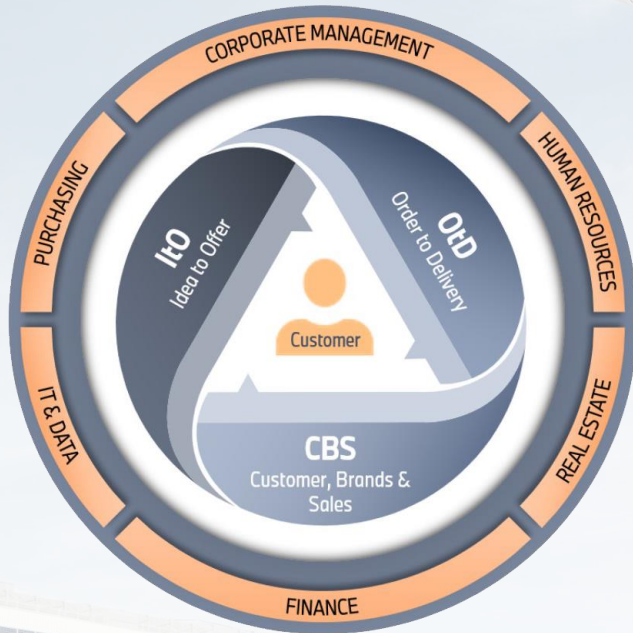 CORPORATE MANAGEMENT
PURCHASING
HUMAN RESOURCES
ItO
Idea to Offer
OtD
Order to Delivery
Customer
IT & DATA
REAL ESTATE
CBS
Customer, Brands &
Sales
FINANCE